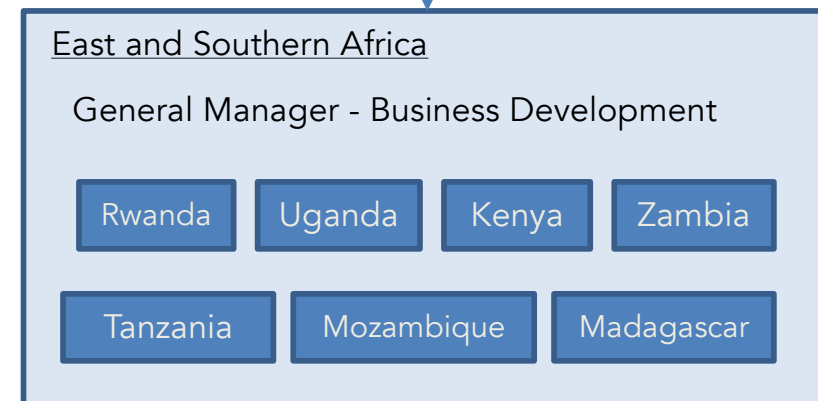 East and Southern Africa
General Manager - Business Development
Rwanda Uganda Kenya Zambia
Tanzania Mozambique Madagascar